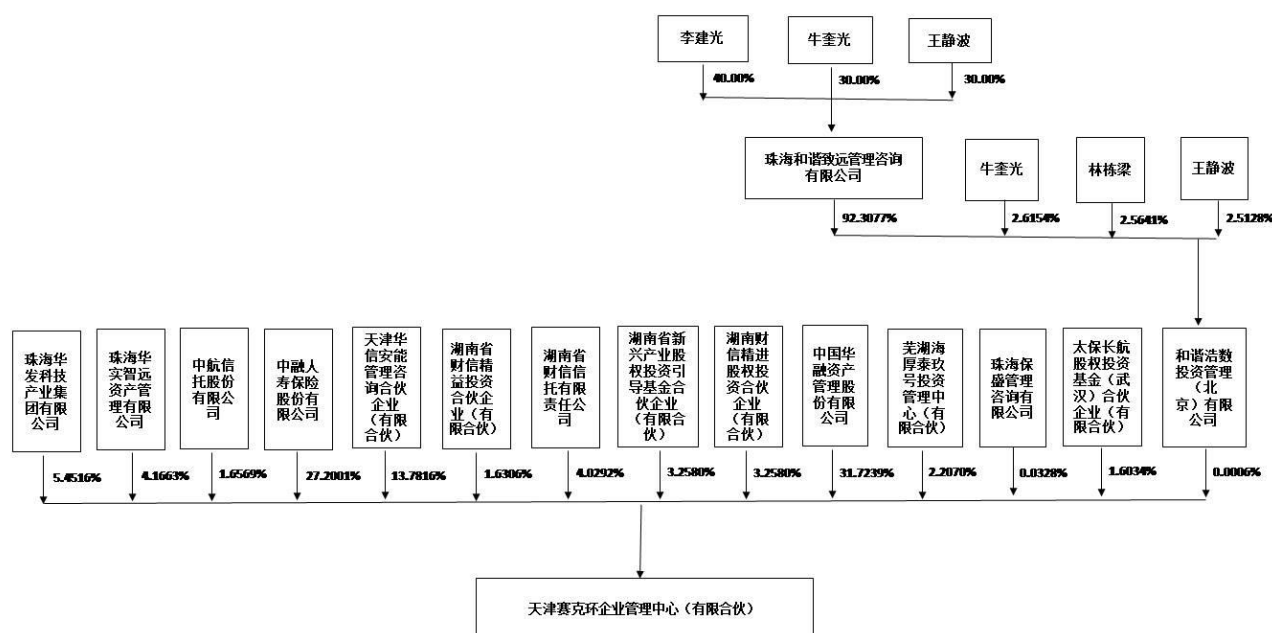 李建光
牛奎光
王静波
40.00%
30.00%
30.00%
珠海和谐致远管理咨询
有限公司
牛奎光
林栋梁
王静波
92.3077%
2.6154%
2.5641%
2.5128%
珠海华
发科技
产业集
团有限
公司
珠海华
实智远
资产管
理有限
公司
中航信
托股份
有限公
司
中融人
寿保险
股份有
限公司
天津华
信安能
管理咨
询合伙
企业
（有限
合伙）
湖南省
财信精
益投资
合伙企
业（有
限合伙）
湖南省
财信信
托有限
责任公
司
湖南省新
兴产业股
权投资引
导基金合
伙企业
（有限合
伙）
湖南财
信精进
股权投
资合伙
企业
（有限
合伙）
中国华
融资产
管理股
份有限
公司
芜湖海
厚泰玖
号投资
管理中
心（有
限合伙）
珠海保
盛管理
咨询有
限公司
太保长航
股权投资
基金（武
汉）合伙
企业（有
限合伙）
和谐浩数
投资管理
（北
京）有限
公司
5.4516%
4.1663%
1.6569%
27.2001%
13.7816%
1.6306%
4.0292%
3.2580%
3.2580%
31.7239%
2.2070%
0.0328%
1.6034%
0.0006%
天津赛克环企业管理中心（有限合伙）